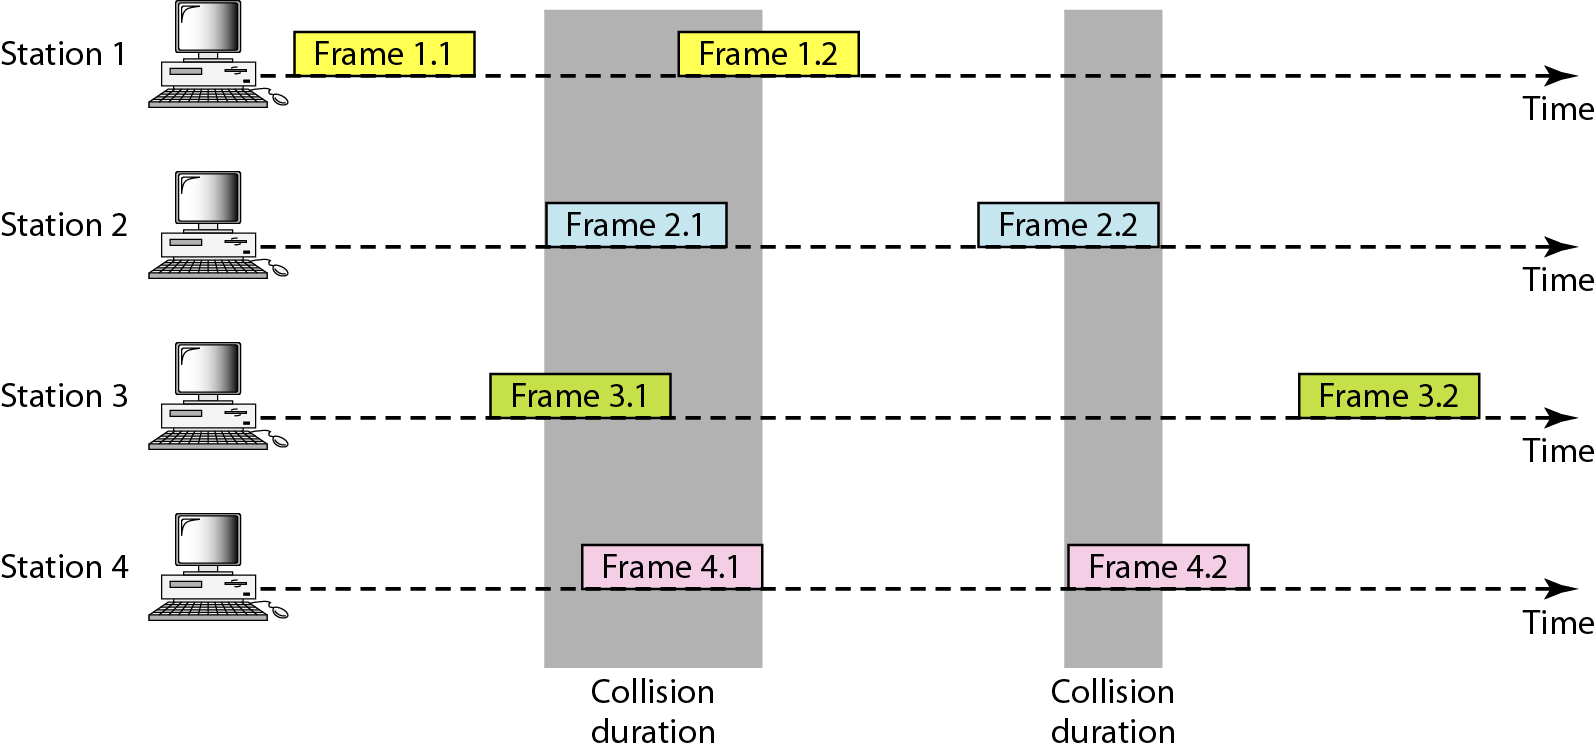 Station 1
Frame 1.1
Frame 1.2
Time
Station 2
Frame 2.1
Frame 2.2
Time
Station 3
Frame 3.1
Frame 3.2
Time
Station 4
Frame 4.1
Frame 4.2
Time
Collision
duration
Collision
duration